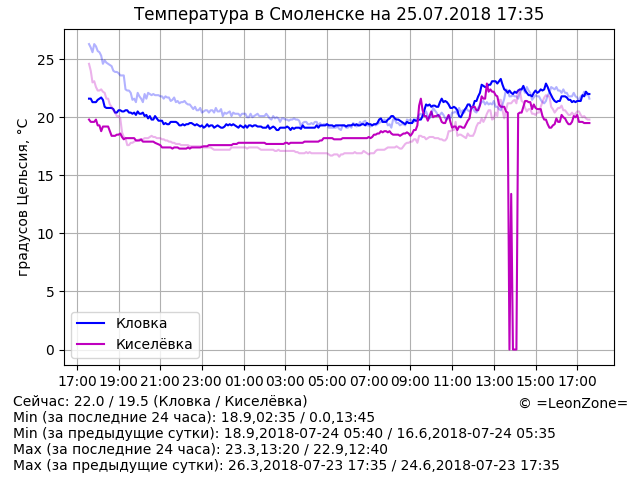 Температура в Смоленске на 25.07.2018 17:35
градусов Цельсия, °C
25
20
15
10
5
0
Кловка
Киселёвка
17:00 19:00 21:00 23:00 01:00 03:00 05:00 07:00 09:00 11:00 13:00 15:00 17:00
Сейчас: 22.0 / 19.5 (Кловка / Киселёвка)
© =LeonZone=
Min (за последние 24 часа): 18.9,02:35 / 0.0,13:45
Min (за предыдущие сутки): 18.9,2018-07-24 05:40 / 16.6,2018-07-24 05:35
Max (за последние 24 часа): 23.3,13:20 / 22.9,12:40
Max (за предыдущие сутки): 26.3,2018-07-23 17:35 / 24.6,2018-07-23 17:35